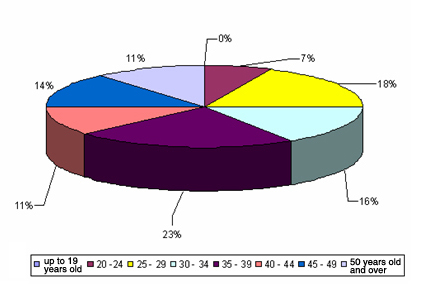 0%
7%
11%
18%
14%
16%
11%
23%
up to 19 years old
20 - 24
25 - 29
30 - 34
35 - 39
40 - 44
45 - 49
50 years old and over